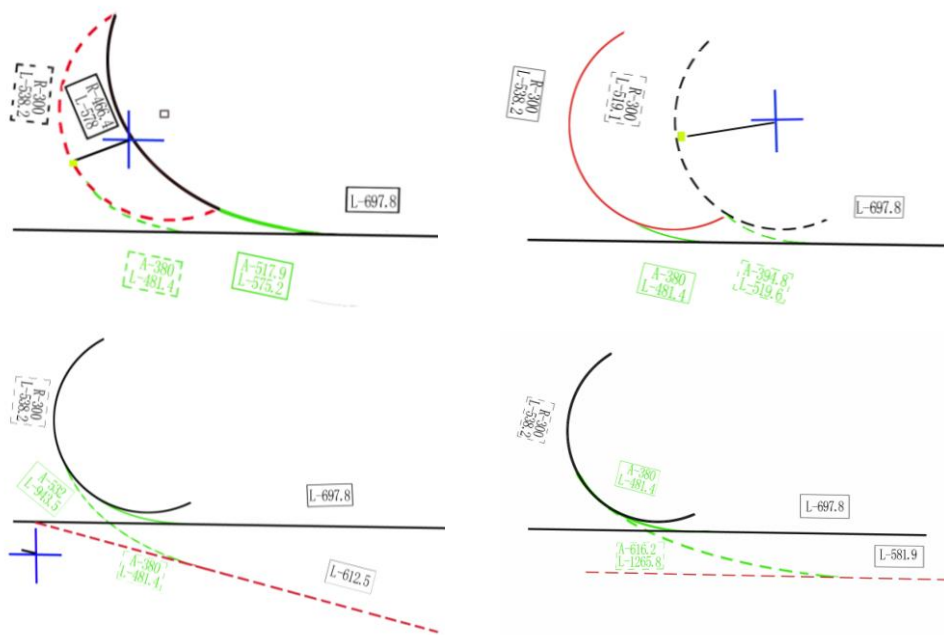 R-300
L-538.2
R-466.4
L-578
L-697.8
A-380
L-481.4
A-517.9
L-575.2
R-300
L-538.2
R-300
L-519.1
L-697.8
A-380
L-481.4
A-394.8
L-519.6
R-300
L-538.2
A-532
L-943.5
L-697.8
A-380
L-481.4
L-612.5
R-300
L-538.2
A-380
L-481.4
L-697.8
A-616.2
L-1265.8
L-581.9